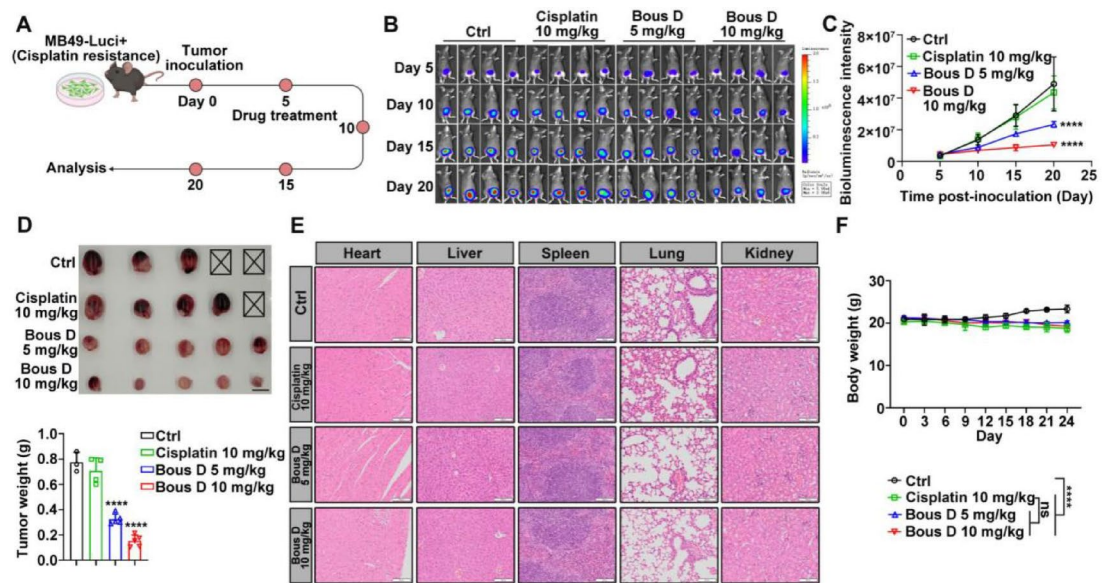 A
MB49-Luci+
(Cisplatin resistance)
Tumor
inoculation
Day 0
5
Drug treatment
10
15
20
Analysis
B
Ctrl
Cisplatin
10 mg/kg
Bous D
5 mg/kg
Bous D
10 mg/kg
Day 5
Day 10
Day 15
Day 20
Luminescence
C
Bioluminescence intensity
8×10⁷
6×10⁷
4×10⁷
2×10⁷
0
0
5
10
15
20
25
Time post-inoculation (Day)
Ctrl
Cisplatin 10 mg/kg
Bous D 5 mg/kg
Bous D
10 mg/kg
****
****
D
Ctrl
Cisplatin
10 mg/kg
Bous D
5 mg/kg
Bous D
10 mg/kg
Tumor weight (g)
1.0
0.8
0.6
0.4
0.2
0.0
Ctrl
Cisplatin 10 mg/kg
Bous D 5 mg/kg
Bous D 10 mg/kg
****
****
E
Heart
Liver
Spleen
Lung
Kidney
Ctrl
Cisplatin
10 mg/kg
Bous D
5 mg/kg
Bous D
10 mg/kg
F
Body weight (g)
30
20
10
0
0 3 6 9 12 15 18 21 24
Day
Ctrl
Cisplatin 10 mg/kg
Bous D 5 mg/kg
Bous D 10 mg/kg
ns
****